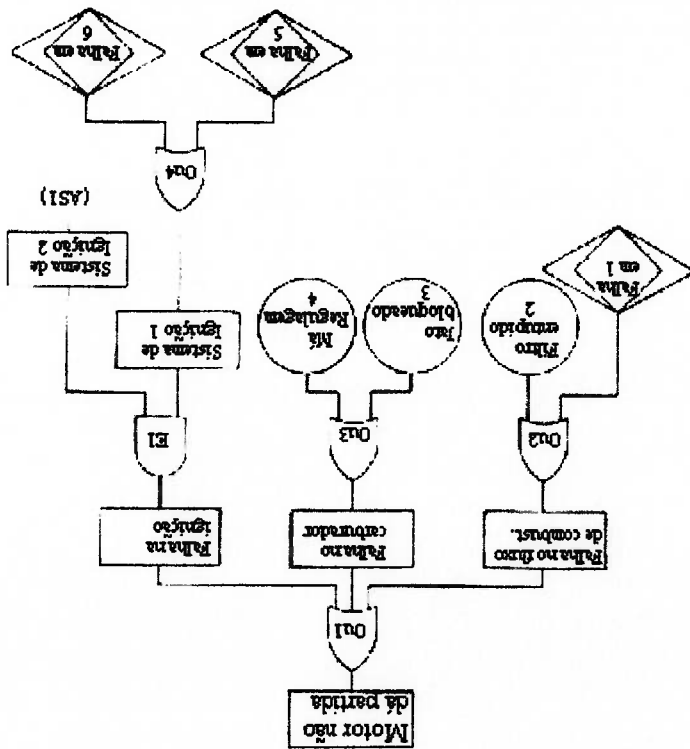 Motor não
dá partida
Ou1
Falha no fluxo
de combust.
Falha no
carburador
Falha na
ignição
Ou2
Ou3
E1
Falha
em 1
Filtro
entupido
2
Jato
bloqueado
3
Má
Regulagem
4
Sistema de
Ignição 1
Sistema de
Ignição 2
(AS1)
Ou4
Falha em
5
Falha em
6